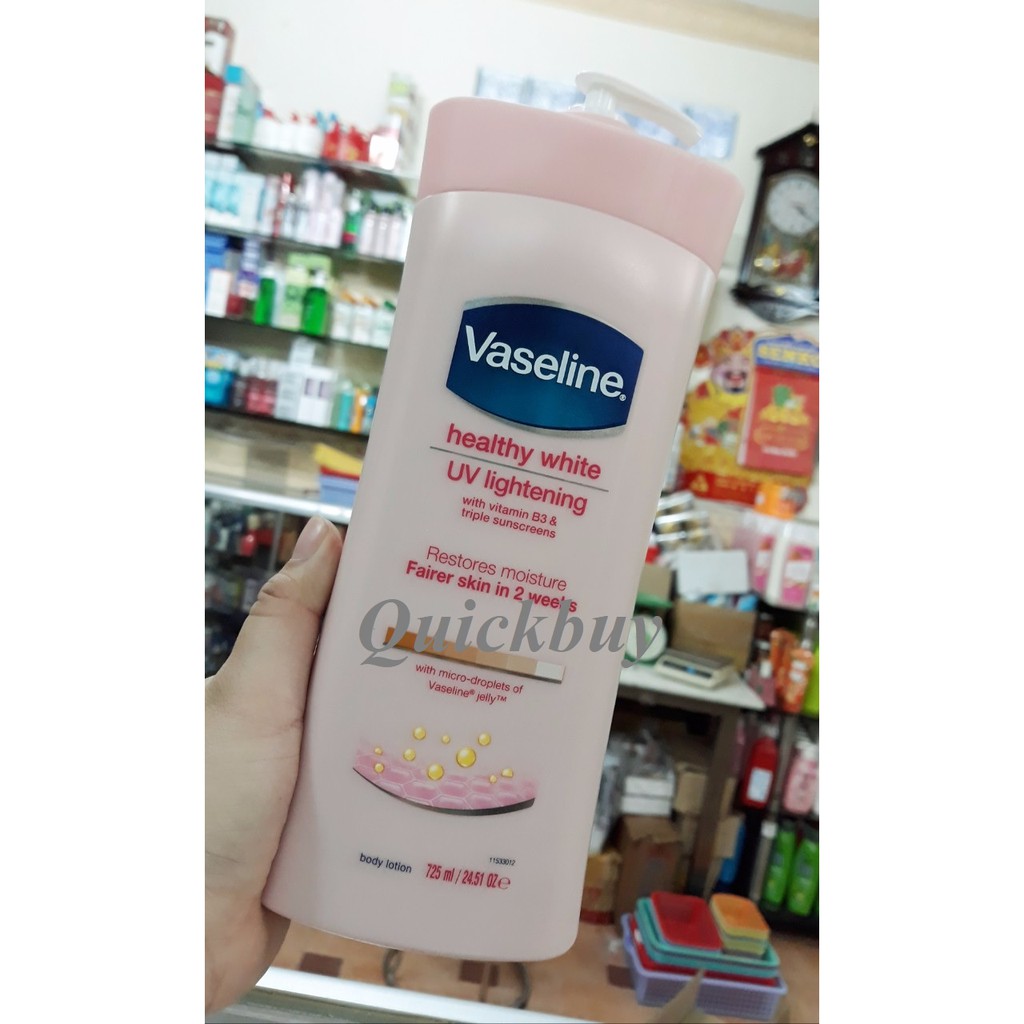 Vaseline®
healthy white
UV lightening
with vitamin B3 &
triple sunscreens
Restores moisture
Fairer skin in 2 weeks
Quickbuy
with micro-droplets of
Vaseline® jelly™
11533012
body lotion 725 ml / 24.51 OZ ℮